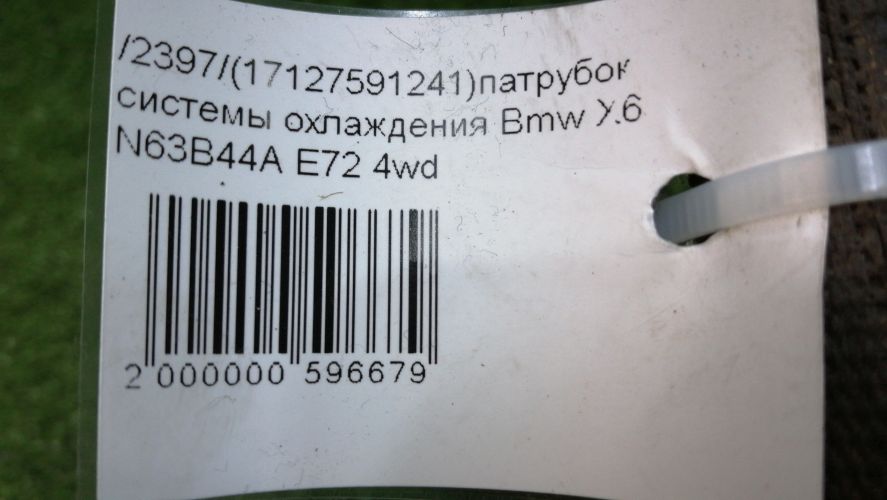 /2397/(17127591241)патрубок
системы охлаждения Bmw X6
N63B44A E72 4wd
2 000000 596679